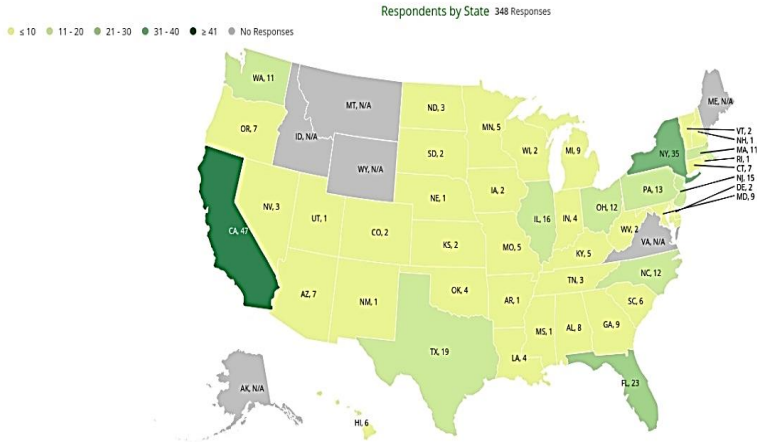 Respondents by State 348 Responses
≤ 10 11 - 20 21 - 30 31 - 40 ≥ 41 No Responses
WA, 11
MT, N/A
ND, 3
ME, N/A
OR, 7
ID, N/A
MN, 5
VT, 2
NH, 1
MA, 11
RI, 1
CT, 7
NJ, 15
DE, 2
MD, 9
SD, 2
WI, 2
MI, 9
NY, 35
WY, N/A
IA, 2
PA, 13
NE, 1
NV, 3
UT, 1
CO, 2
IL, 16
IN, 4
OH, 12
CA, 47
KS, 2
MO, 5
WV, 2
VA, N/A
KY, 5
NC, 12
AZ, 7
NM, 1
OK, 4
AR, 1
TN, 3
SC, 6
MS, 1
AL, 8
GA, 9
TX, 19
LA, 4
FL, 23
AK, N/A
HI, 6